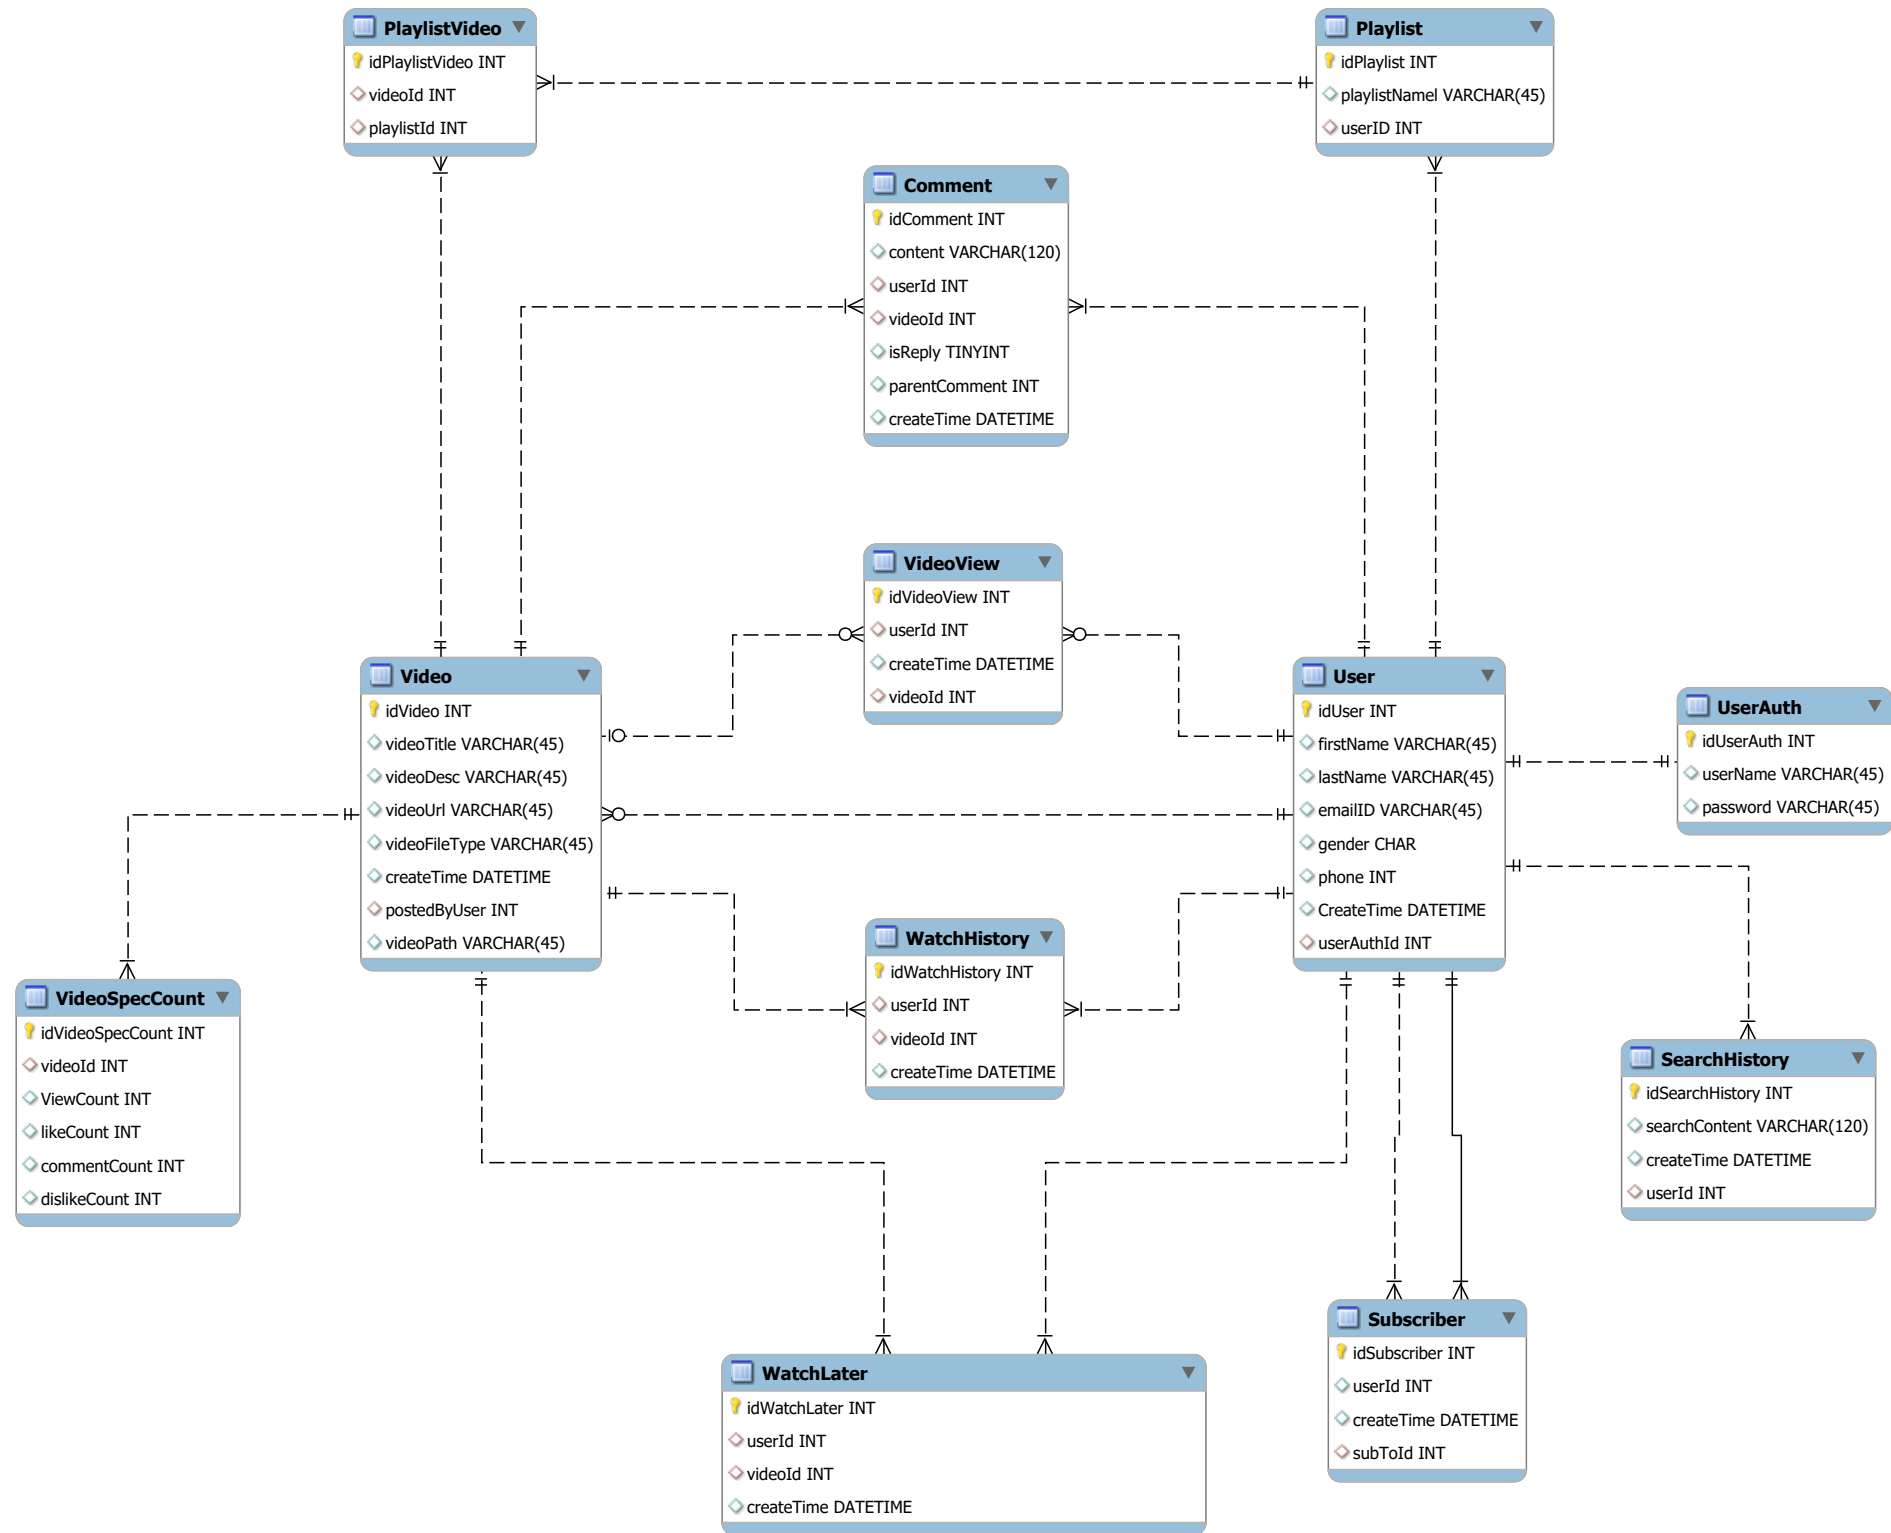 PlaylistVideo
idPlaylistVideo INT
videoId INT
playlistId INT
Playlist
idPlaylist INT
playlistNamel VARCHAR(45)
userID INT
Comment
idComment INT
content VARCHAR(120)
userId INT
videoId INT
isReply TINYINT
parentComment INT
createTime DATETIME
VideoView
idVideoView INT
userId INT
createTime DATETIME
videoId INT
Video
idVideo INT
videoTitle VARCHAR(45)
videoDesc VARCHAR(45)
videoUrl VARCHAR(45)
videoFileType VARCHAR(45)
createTime DATETIME
postedByUser INT
videoPath VARCHAR(45)
User
idUser INT
firstName VARCHAR(45)
lastName VARCHAR(45)
emailID VARCHAR(45)
gender CHAR
phone INT
CreateTime DATETIME
userAuthId INT
UserAuth
idUserAuth INT
userName VARCHAR(45)
password VARCHAR(45)
WatchHistory
idWatchHistory INT
userId INT
videoId INT
createTime DATETIME
VideoSpecCount
idVideoSpecCount INT
videoId INT
ViewCount INT
likeCount INT
commentCount INT
dislikeCount INT
SearchHistory
idSearchHistory INT
searchContent VARCHAR(120)
createTime DATETIME
userId INT
Subscriber
idSubscriber INT
userId INT
createTime DATETIME
subToId INT
WatchLater
idWatchLater INT
userId INT
videoId INT
createTime DATETIME